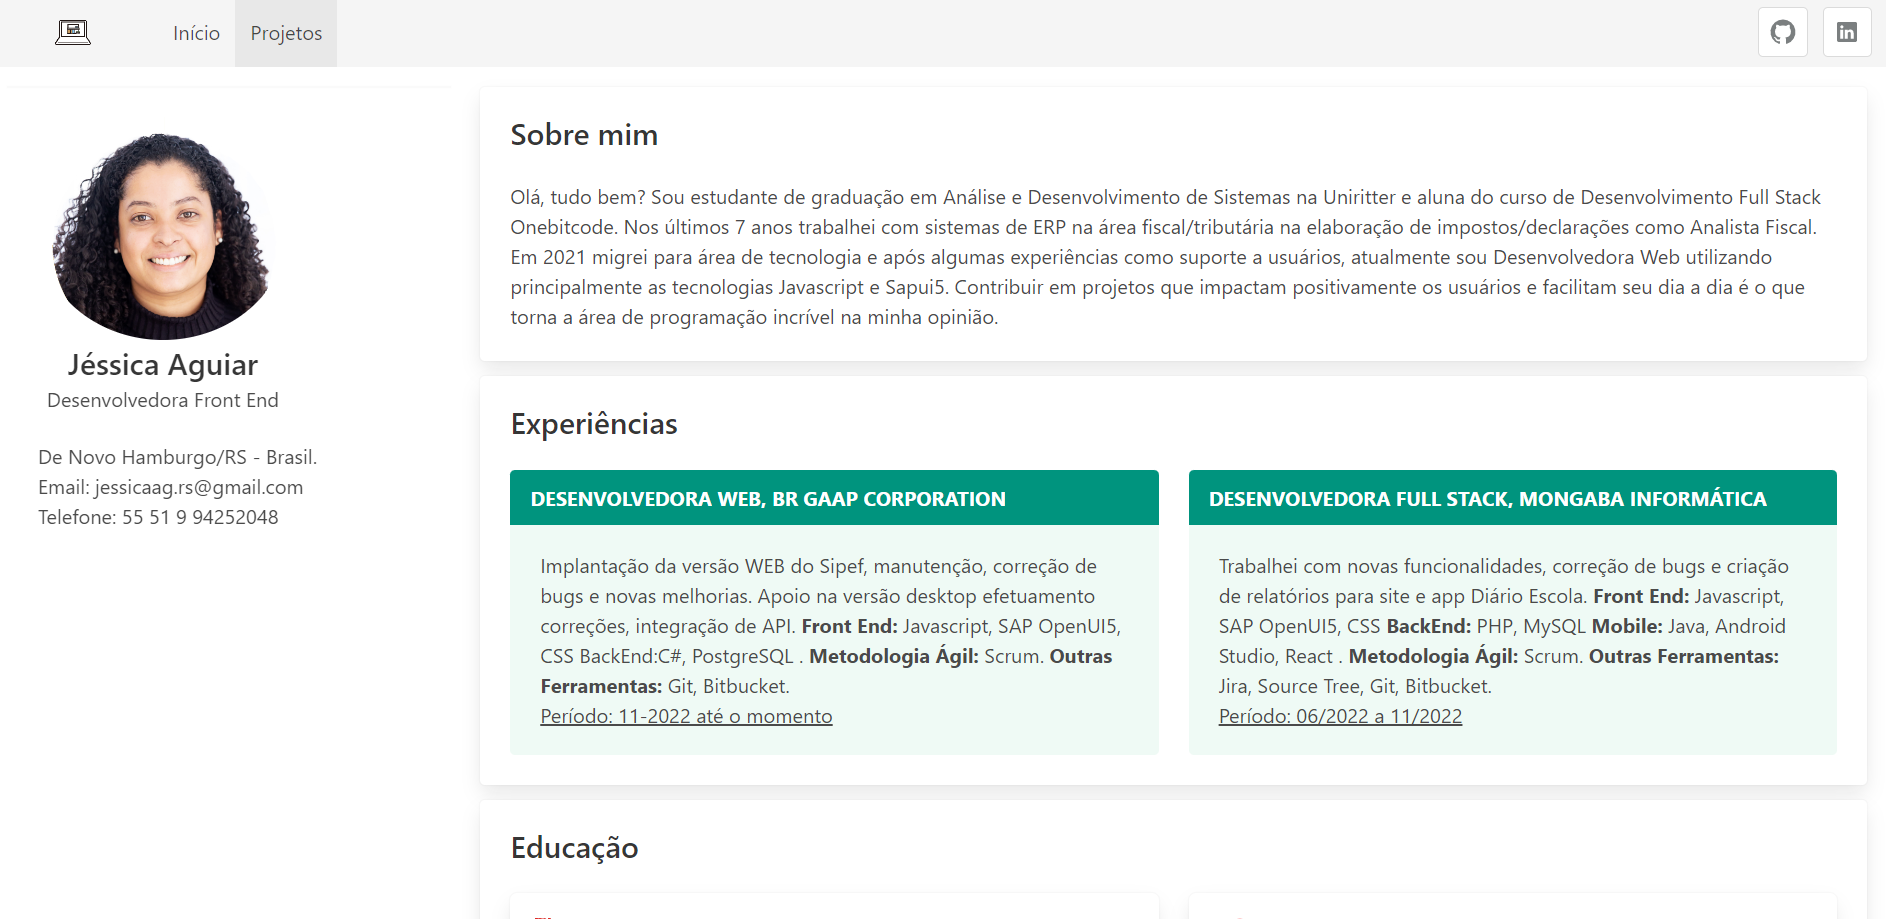 Início
Projetos
Jéssica Aguiar
Desenvolvedora Front End
De Novo Hamburgo/RS - Brasil.
Email: jessicaag.rs@gmail.com
Telefone: 55 51 9 94252048
Sobre mim
Olá, tudo bem? Sou estudante de graduação em Análise e Desenvolvimento de Sistemas na Uniritter e aluna do curso de Desenvolvimento Full Stack
Onebitcode. Nos últimos 7 anos trabalhei com sistemas de ERP na área fiscal/tributária na elaboração de impostos/declarações como Analista Fiscal.
Em 2021 migrei para área de tecnologia e após algumas experiências como suporte a usuários, atualmente sou Desenvolvedora Web utilizando
principalmente as tecnologias Javascript e Sapui5. Contribuir em projetos que impactam positivamente os usuários e facilitam seu dia a dia é o que
torna a área de programação incrível na minha opinião.
Experiências
DESENVOLVEDORA WEB, BR GAAP CORPORATION
Implantação da versão WEB do Sipef, manutenção, correção de
bugs e novas melhorias. Apoio na versão desktop efetuamento
correções, integração de API. Front End: Javascript, SAP OpenUI5,
CSS BackEnd:C#, PostgreSQL . Metodologia Ágil: Scrum. Outras
Ferramentas: Git, Bitbucket.
Período: 11-2022 até o momento
DESENVOLVEDORA FULL STACK, MONGABA INFORMÁTICA
Trabalhei com novas funcionalidades, correção de bugs e criação
de relatórios para site e app Diário Escola. Front End: Javascript,
SAP OpenUI5, CSS BackEnd: PHP, MySQL Mobile: Java, Android
Studio, React . Metodologia Ágil: Scrum. Outras Ferramentas:
Jira, Source Tree, Git, Bitbucket.
Período: 06/2022 a 11/2022
Educação